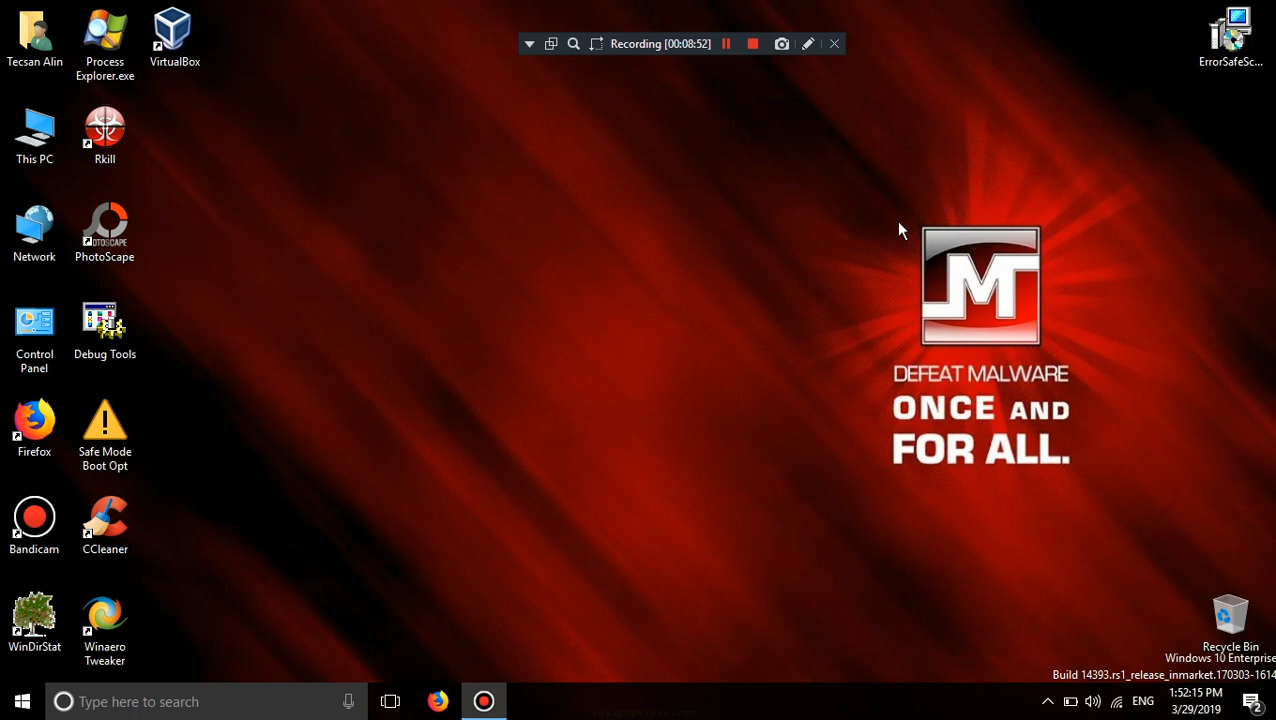 Recording [00:08:52]
Tecsan Alin
Process
Explorer.exe
VirtualBox
ErrorSafeSc...
This PC
Rkill
Network
PHOTOSCAPE
PhotoScape
Control
Panel
Debug Tools
M
DEFEAT MALWARE
ONCE AND
FOR ALL.
Firefox
Safe Mode
Boot Opt
Bandicam
CCleaner
WinDirStat
Winaero
Tweaker
Recycle Bin
Windows 10 Enterprise
Build 14393.rs1_release_inmarket.170303-1614
Type here to search
ENG
1:52:15 PM
3/29/2019
2